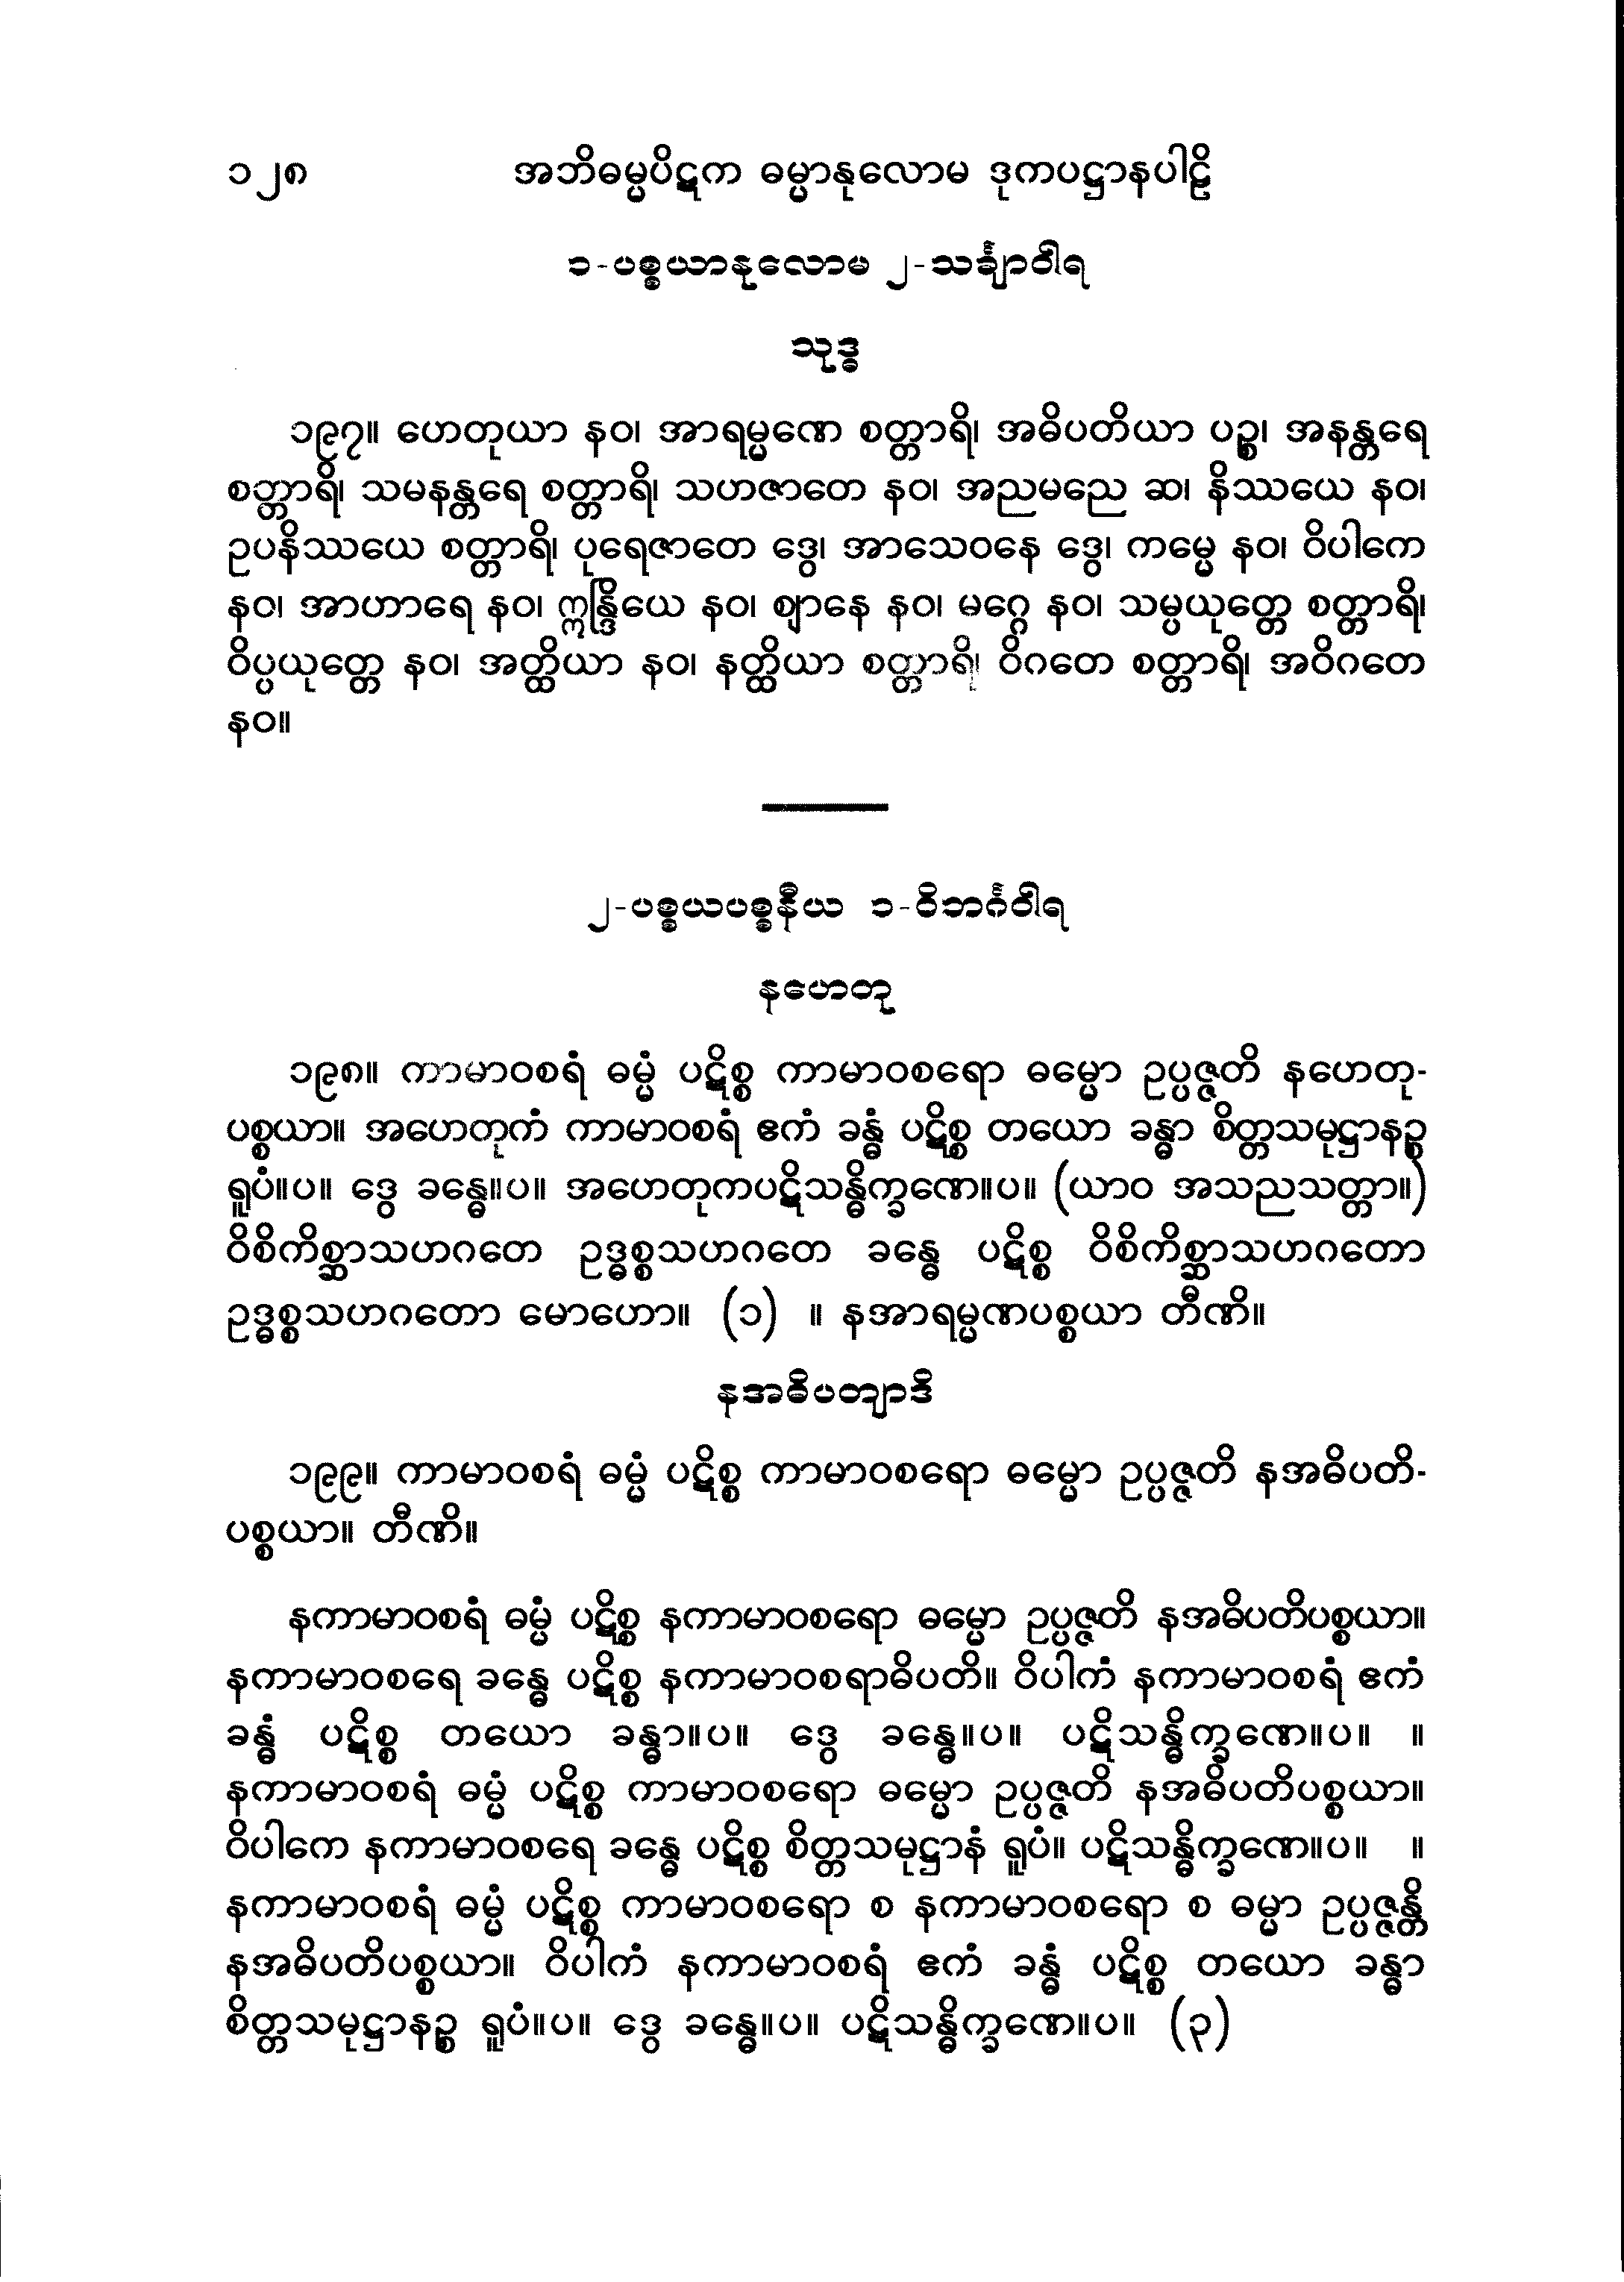 ၁၂၈ အဘိဓမ္မပိဋက ဓမ္မာနုလောမ ဒုကပဋ္ဌာနပါဠိ
၁-ပစ္စယာနုလောမ ၂-သင်္ချာဝါရ
သုဒ္ဓ
၁၉၇။ ဟေတုယာ နဝ၊ အာရမ္မဏေ စတ္တာရိ၊ အဓိပတိယာ ပဉ္စ၊ အနန္တရေ
စတ္တာရိ၊ သမနန္တရေ စတ္တာရိ၊ သဟဇာတေ နဝ၊ အညမညေ ဆ၊ နိဿယေ နဝ၊
ဥပနိဿယေ စတ္တာရိ၊ ပုရေဇာတေ ဒွေ၊ အာသေဝနေ ဒွေ၊ ကမ္မေ နဝ၊ ဝိပါကေ
နဝ၊ အာဟာရေ နဝ၊ ဣန္ဒြိယေ နဝ၊ ဈာနေ နဝ၊ မဂ္ဂေ နဝ၊ သမ္ပယုတ္တေ စတ္တာရိ၊
ဝိပ္ပယုတ္တေ နဝ၊ အတ္ထိယာ နဝ၊ နတ္ထိယာ စတ္တာရိ၊ ဝိဂတေ စတ္တာရိ၊ အဝိဂတေ
နဝ။
၂-ပစ္စယပစ္စနီယ ၁-ဝိဘင်္ဂဝါရ
နဟေတု
၁၉၈။ ကာမာဝစရံ ဓမ္မံ ပဋိစ္စ ကာမာဝစရော ဓမ္မော ဥပ္ပဇ္ဇတိ နဟေတု-
ပစ္စယာ။ အဟေတုကံ ကာမာဝစရံ ဧကံ ခန္ဓံ ပဋိစ္စ တယော ခန္ဓာ စိတ္တသမုဋ္ဌာနဉ္စ
ရူပံ။ပ။ ဒွေ ခန္ဓေ။ပ။ အဟေတုကပဋိသန္ဓိက္ခဏေ။ပ။ (ယာဝ အသညသတ္တာ။)
ဝိစိကိစ္ဆာသဟဂတေ ဥဒ္ဓစ္စသဟဂတေ ခန္ဓေ ပဋိစ္စ ဝိစိကိစ္ဆာသဟဂတော
ဥဒ္ဓစ္စသဟဂတော မောဟော။ (၁) ။ နအာရမ္မဏပစ္စယာ တီဏိ။
နအဓိပတျာဒိ
၁၉၉။ ကာမာဝစရံ ဓမ္မံ ပဋိစ္စ ကာမာဝစရော ဓမ္မော ဥပ္ပဇ္ဇတိ နအဓိပတိ-
ပစ္စယာ။ တီဏိ။
နကာမာဝစရံ ဓမ္မံ ပဋိစ္စ နကာမာဝစရော ဓမ္မော ဥပ္ပဇ္ဇတိ နအဓိပတိပစ္စယာ။
နကာမာဝစရေ ခန္ဓေ ပဋိစ္စ နကာမာဝစရာဓိပတိ။ ဝိပါကံ နကာမာဝစရံ ဧကံ
ခန္ဓံ ပဋိစ္စ တယော ခန္ဓာ။ပ။ ဒွေ ခန္ဓေ။ပ။ ပဋိသန္ဓိက္ခဏေ။ပ။ ။
နကာမာဝစရံ ဓမ္မံ ပဋိစ္စ ကာမာဝစရော ဓမ္မော ဥပ္ပဇ္ဇတိ နအဓိပတိပစ္စယာ။
ဝိပါကေ နကာမာဝစရေ ခန္ဓေ ပဋိစ္စ စိတ္တသမုဋ္ဌာနံ ရူပံ။ ပဋိသန္ဓိက္ခဏေ။ပ။ ။
နကာမာဝစရံ ဓမ္မံ ပဋိစ္စ ကာမာဝစရော စ နကာမာဝစရော စ ဓမ္မာ ဥပ္ပဇ္ဇန္တိ
နအဓိပတိပစ္စယာ။ ဝိပါကံ နကာမာဝစရံ ဧကံ ခန္ဓံ ပဋိစ္စ တယော ခန္ဓာ
စိတ္တသမုဋ္ဌာနဉ္စ ရူပံ။ပ။ ဒွေ ခန္ဓေ။ပ။ ပဋိသန္ဓိက္ခဏေ။ပ။ (၃)